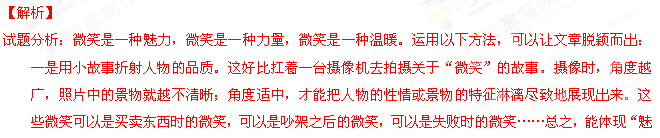 【解析】
试题分析：微笑是一种魅力，微笑是一种力量，微笑是一种温暖。运用以下方法，可以让文章脱颖而出：
一是用小故事折射人物的品质。这好比扛着一台摄像机去拍摄关于“微笑”的故事。摄像时，角度越
广，照片中的景物就越不清晰；角度适中，才能把人物的性情或景物的特征淋漓尽致地展现出来。这
些微笑可以是买卖东西时的微笑，可以是吵架之后的微笑，可以是失败时的微笑……总之，能体现“魅